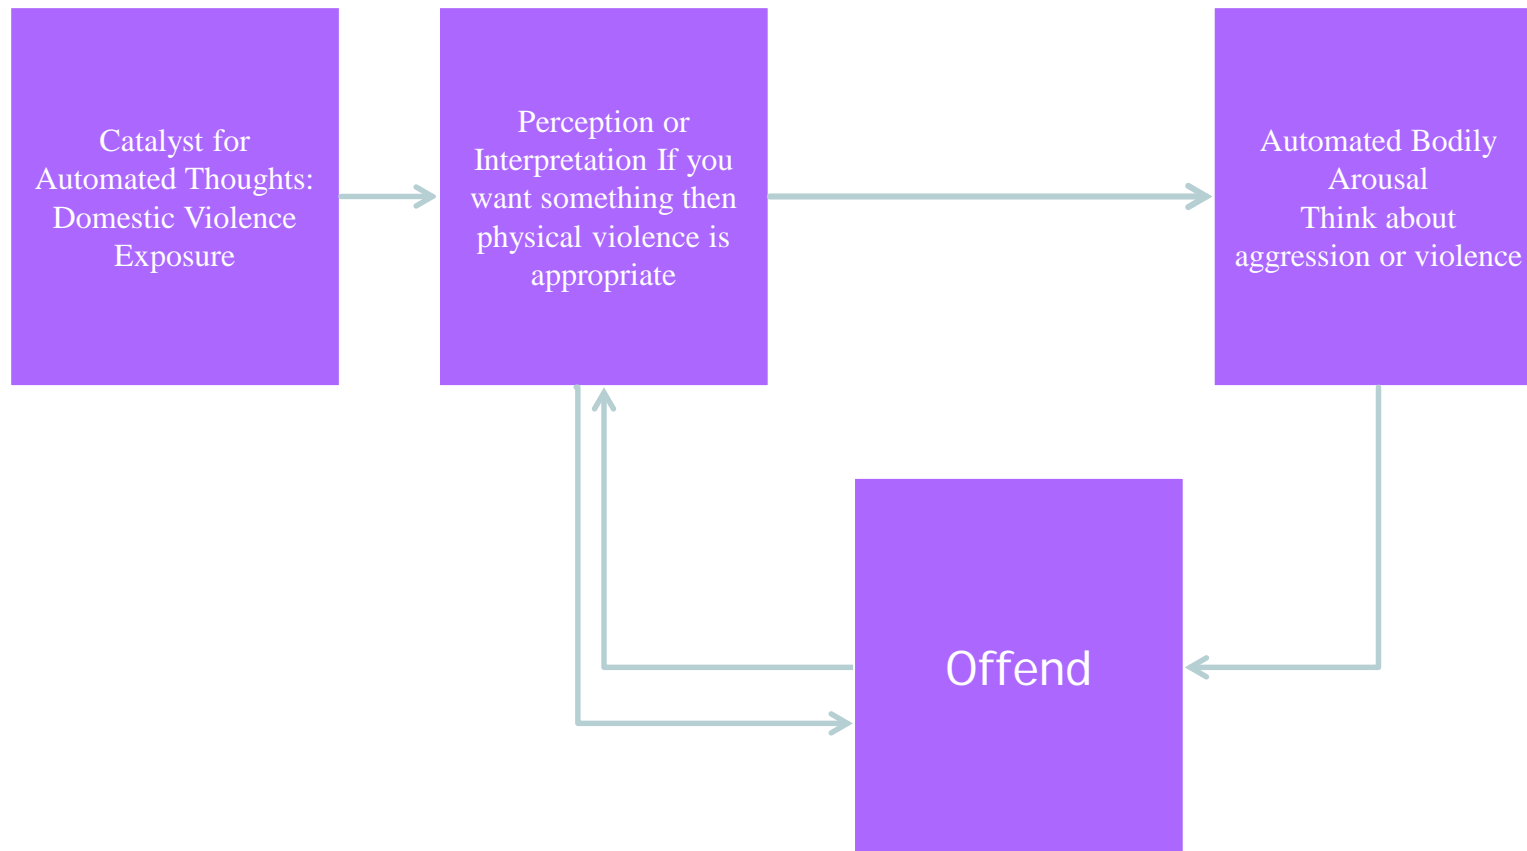 Catalyst for
Automated Thoughts:
Domestic Violence
Exposure
Perception or
Interpretation If you
want something then
physical violence is
appropriate
Automated Bodily
Arousal
Think about
aggression or violence
Offend